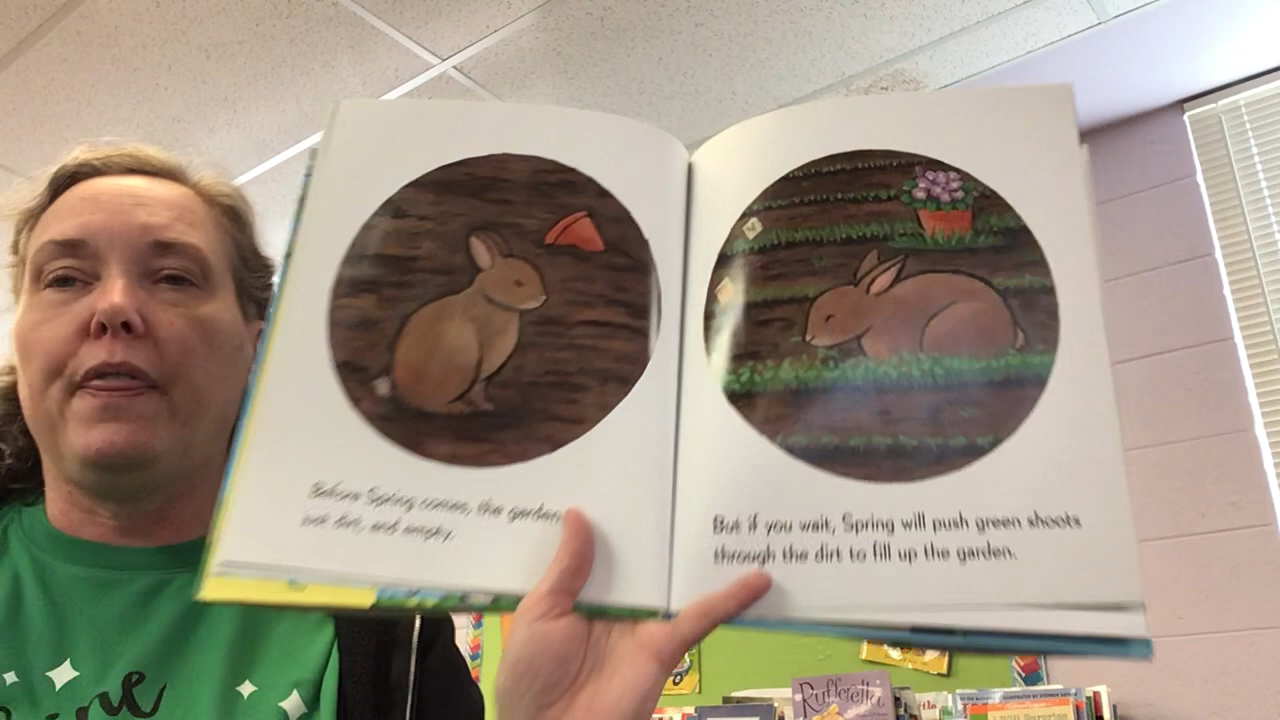 Before Spring comes, the garden
just dirt, and empty.
But if you wait, Spring will push green shoots
through the dirt to fill up the garden.
Rufferella